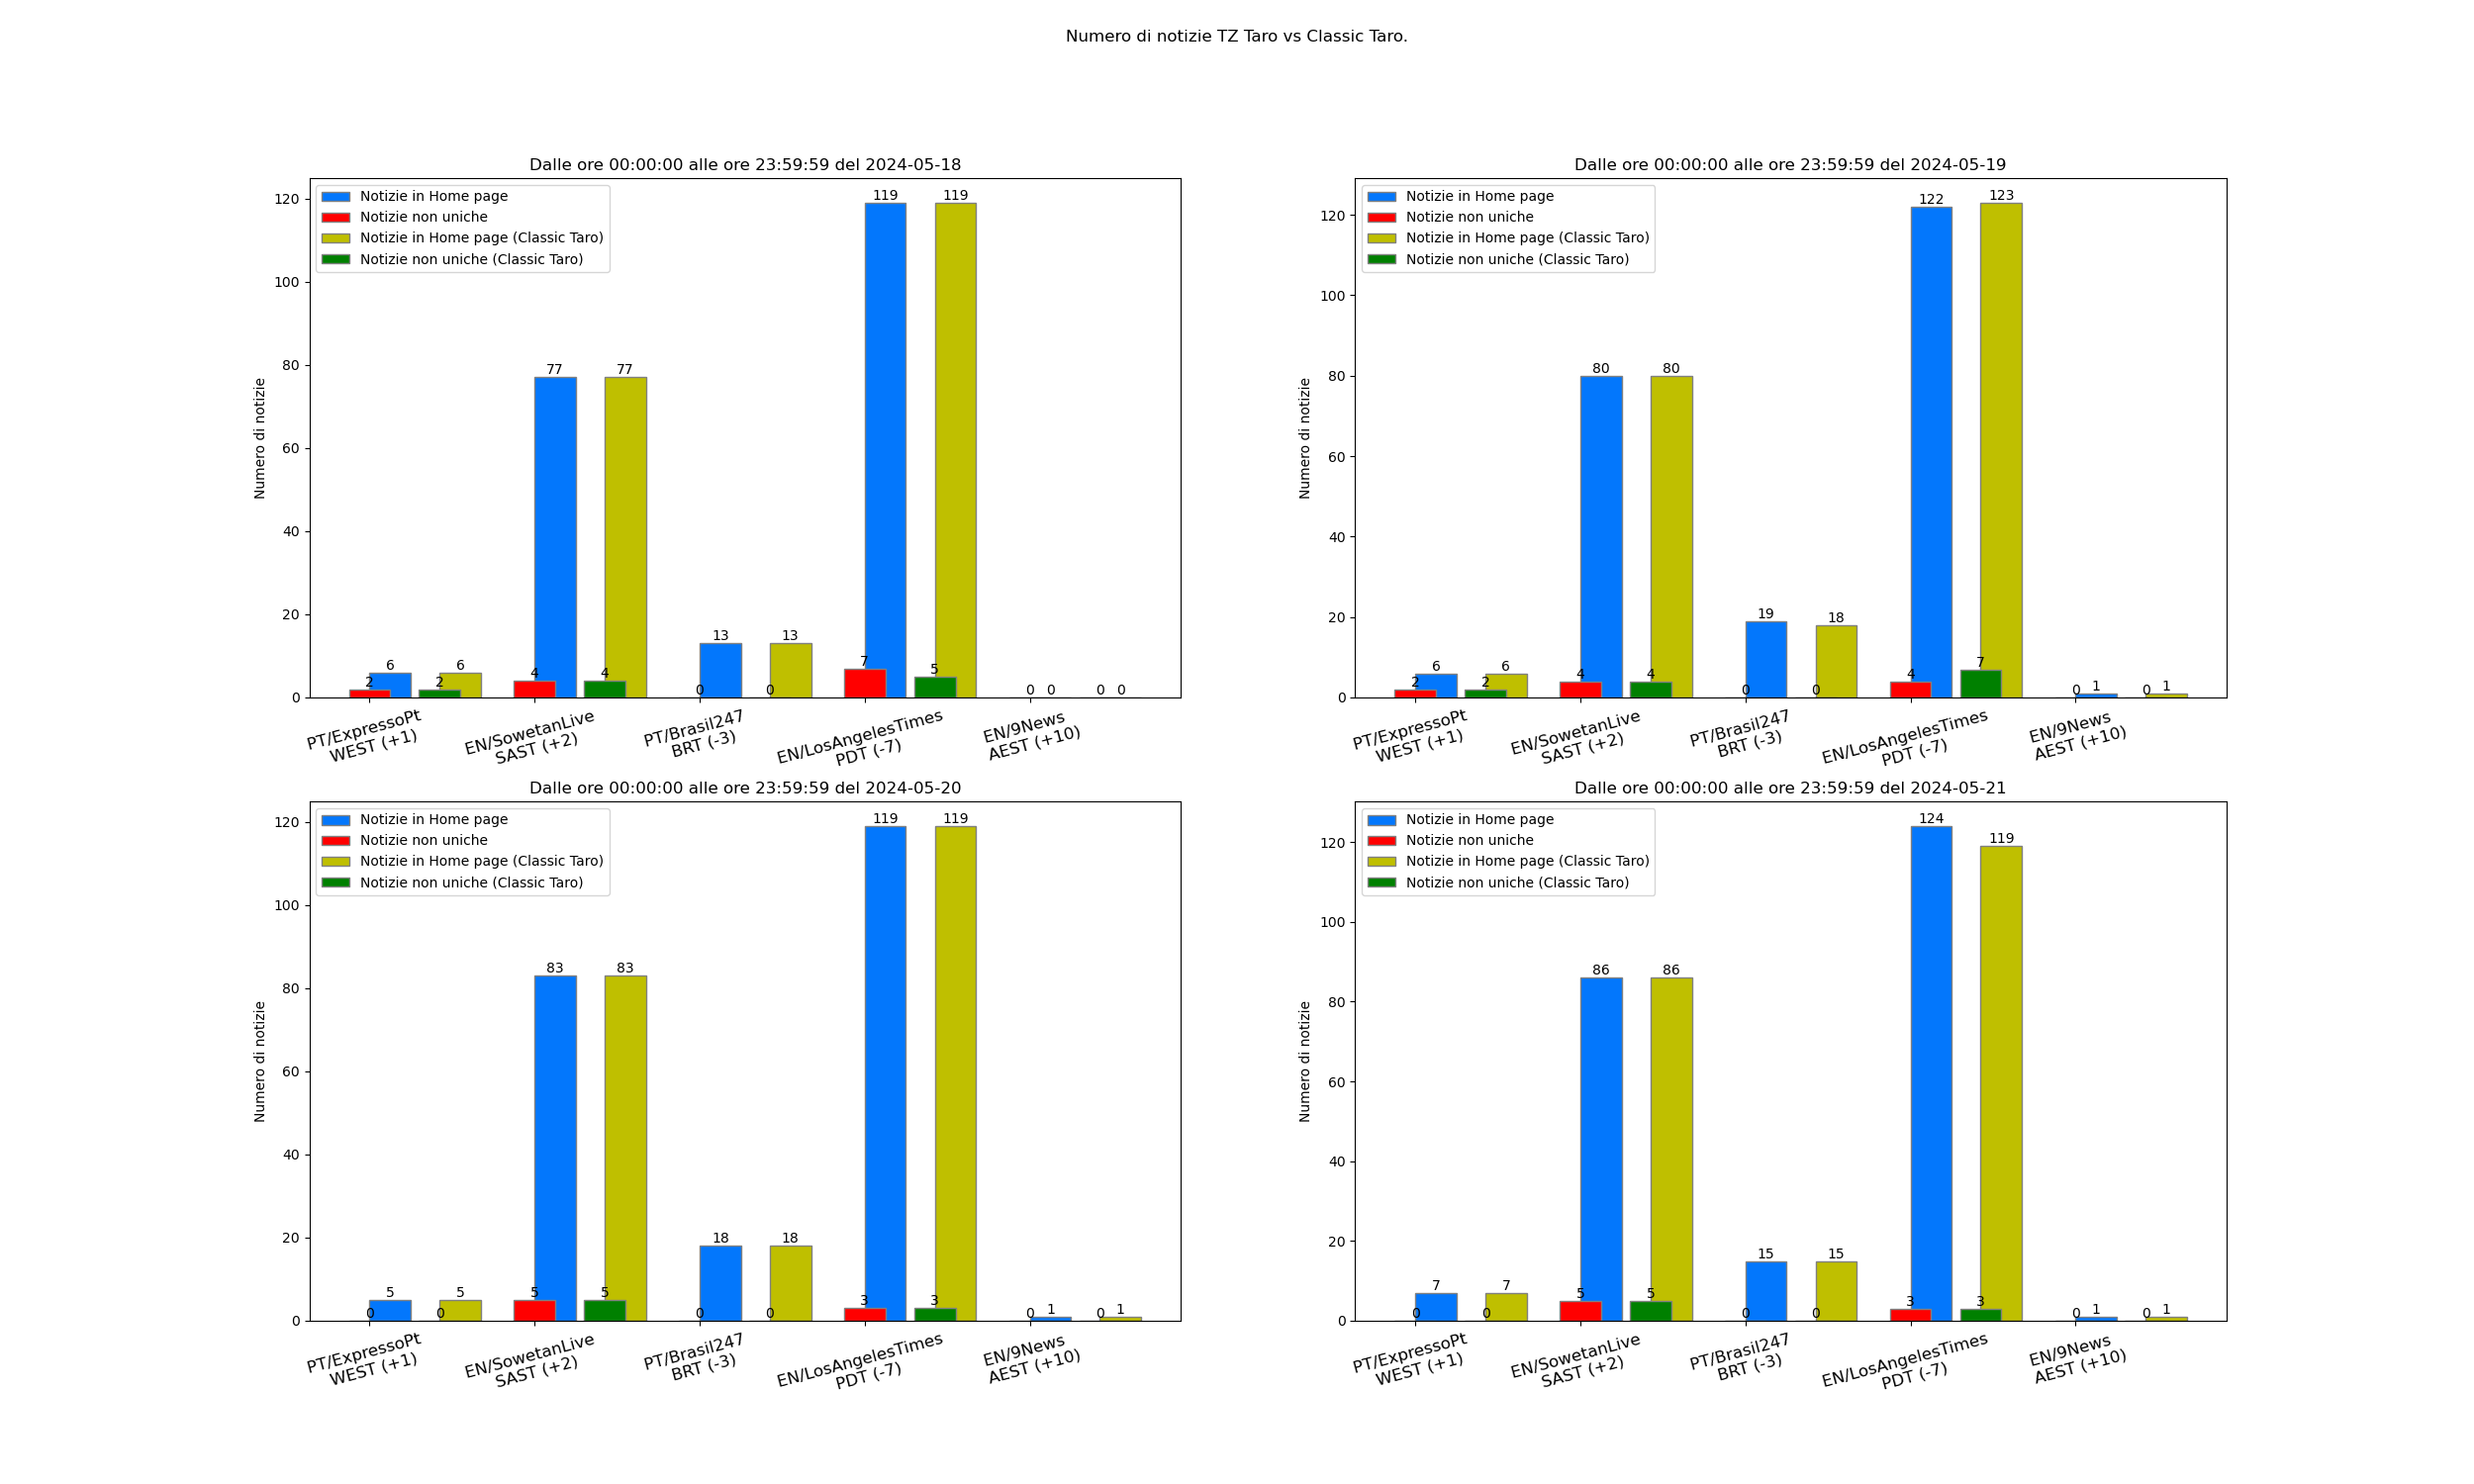 Numero di notizie TZ Taro vs Classic Taro.
Dalle ore 00:00:00 alle ore 23:59:59 del 2024-05-18
Notizie in Home page
Notizie non uniche
Notizie in Home page (Classic Taro)
Notizie non uniche (Classic Taro)
Numero di notizie
120
100
80
60
40
20
0
6
2
6
2
77
4
77
4
13
0
13
0
119
7
119
5
0
0
0
0
PT/ExpressoPt
WEST (+1)
EN/SowetanLive
SAST (+2)
PT/Brasil247
BRT (-3)
EN/LosAngelesTimes
PDT (-7)
EN/9News
AEST (+10)
Dalle ore 00:00:00 alle ore 23:59:59 del 2024-05-19
Notizie in Home page
Notizie non uniche
Notizie in Home page (Classic Taro)
Notizie non uniche (Classic Taro)
Numero di notizie
120
100
80
60
40
20
0
6
2
6
2
80
4
80
4
19
0
18
0
122
4
123
7
0
1
0
1
PT/ExpressoPt
WEST (+1)
EN/SowetanLive
SAST (+2)
PT/Brasil247
BRT (-3)
EN/LosAngelesTimes
PDT (-7)
EN/9News
AEST (+10)
Dalle ore 00:00:00 alle ore 23:59:59 del 2024-05-20
Notizie in Home page
Notizie non uniche
Notizie in Home page (Classic Taro)
Notizie non uniche (Classic Taro)
Numero di notizie
120
100
80
60
40
20
0
5
0
5
0
83
5
83
5
18
0
18
0
119
3
119
3
0
1
0
1
PT/ExpressoPt
WEST (+1)
EN/SowetanLive
SAST (+2)
PT/Brasil247
BRT (-3)
EN/LosAngelesTimes
PDT (-7)
EN/9News
AEST (+10)
Dalle ore 00:00:00 alle ore 23:59:59 del 2024-05-21
Notizie in Home page
Notizie non uniche
Notizie in Home page (Classic Taro)
Notizie non uniche (Classic Taro)
Numero di notizie
120
100
80
60
40
20
0
7
0
7
0
86
5
86
5
15
0
15
0
124
3
119
3
0
1
0
1
PT/ExpressoPt
WEST (+1)
EN/SowetanLive
SAST (+2)
PT/Brasil247
BRT (-3)
EN/LosAngelesTimes
PDT (-7)
EN/9News
AEST (+10)